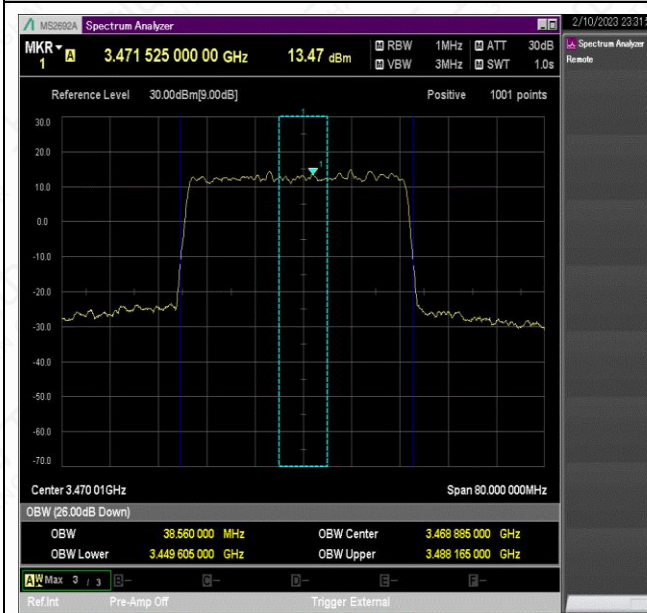 MS2692A Spectrum Analyzer
2/10/2023 23:31:5
MKR 1 A 3.471 525 000 00 GHz 13.47 dBm
M RBW 1MHz M ATT 30dB
M VBW 3MHz M SWT 1.0s
Spectrum Analyzer
Remote
Reference Level 30.00dBm[9.00dB] Positive 1001 points
1
30.0
20.0
1
10.0
0.0
-10.0
-20.0
-30.0
-40.0
-50.0
-60.0
-70.0
Center 3.470 01GHz Span 80.000 000MHz
OBW (26.00dB Down)
OBW 38.560 000 MHz OBW Center 3.468 885 000 GHz
OBW Lower 3.449 605 000 GHz OBW Upper 3.488 165 000 GHz
A W Max 3 / 3 B- C- D- E- F-
Ref.Int Pre-Amp Off Trigger External